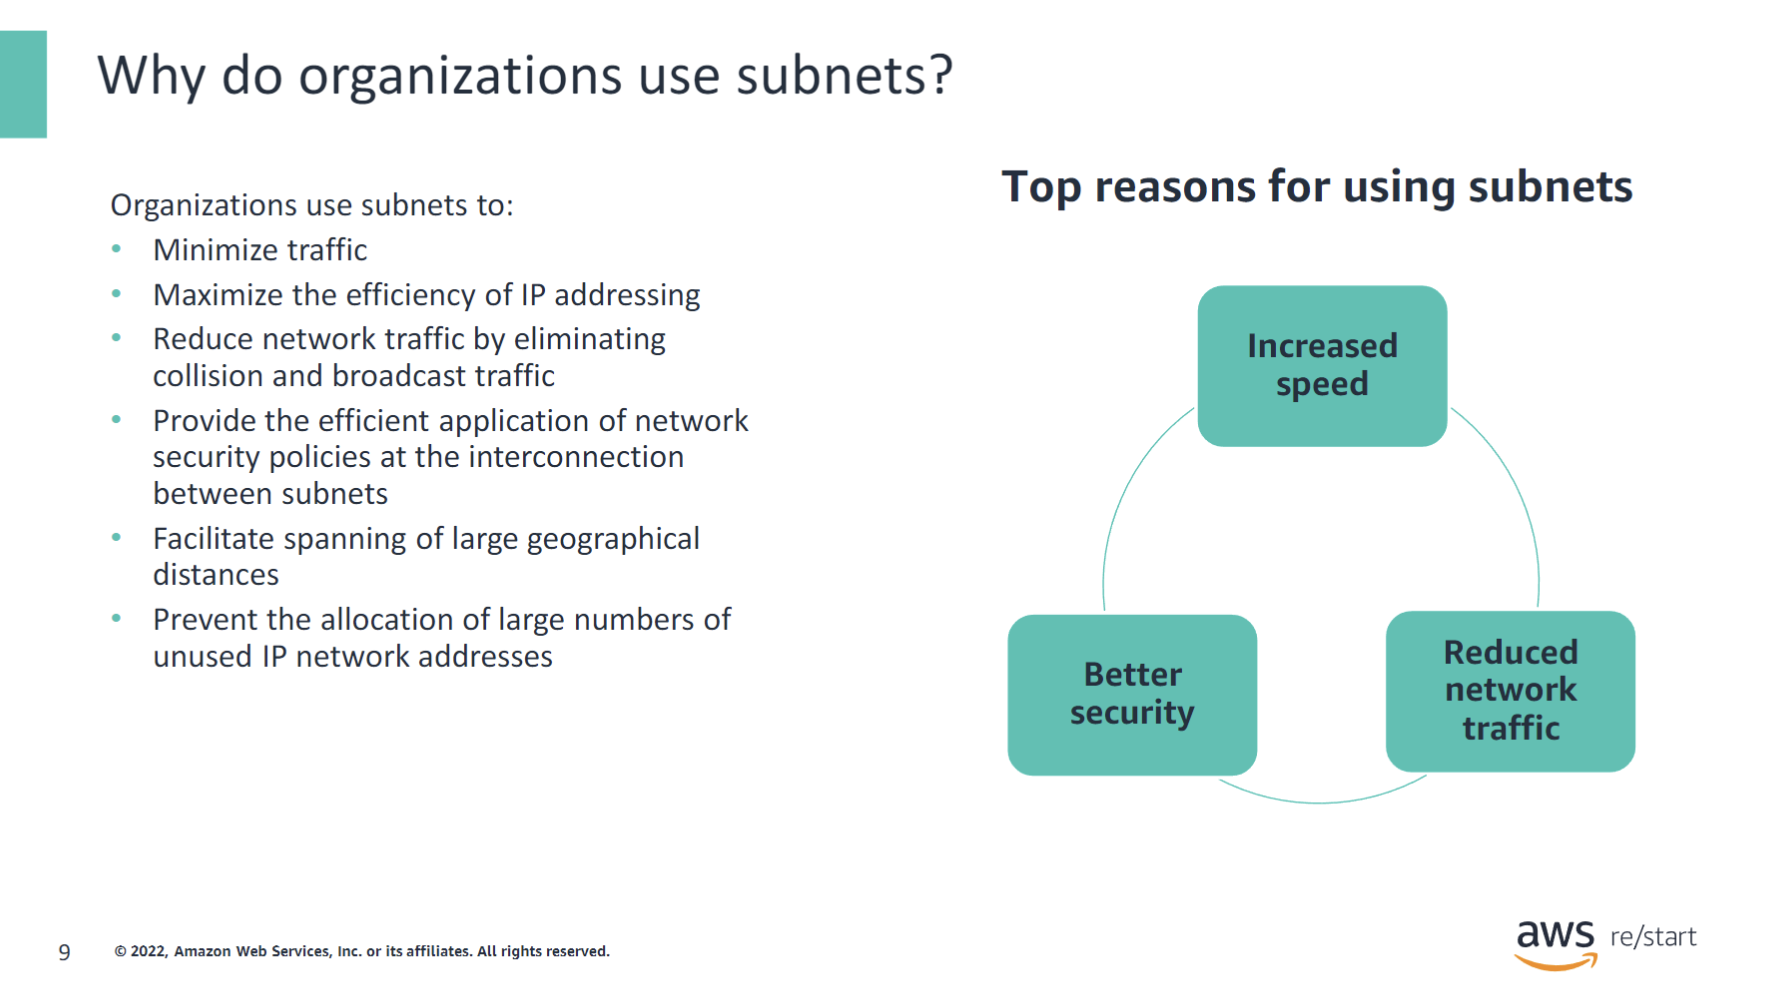 Why do organizations use subnets?
Organizations use subnets to:
• Minimize traffic
• Maximize the efficiency of IP addressing
• Reduce network traffic by eliminating
collision and broadcast traffic
• Provide the efficient application of network
security policies at the interconnection
between subnets
• Facilitate spanning of large geographical
distances
• Prevent the allocation of large numbers of
unused IP network addresses
Top reasons for using subnets
Increased
speed
Better
security
Reduced
network
traffic
9
© 2022, Amazon Web Services, Inc. or its affiliates. All rights reserved.
aws re/start